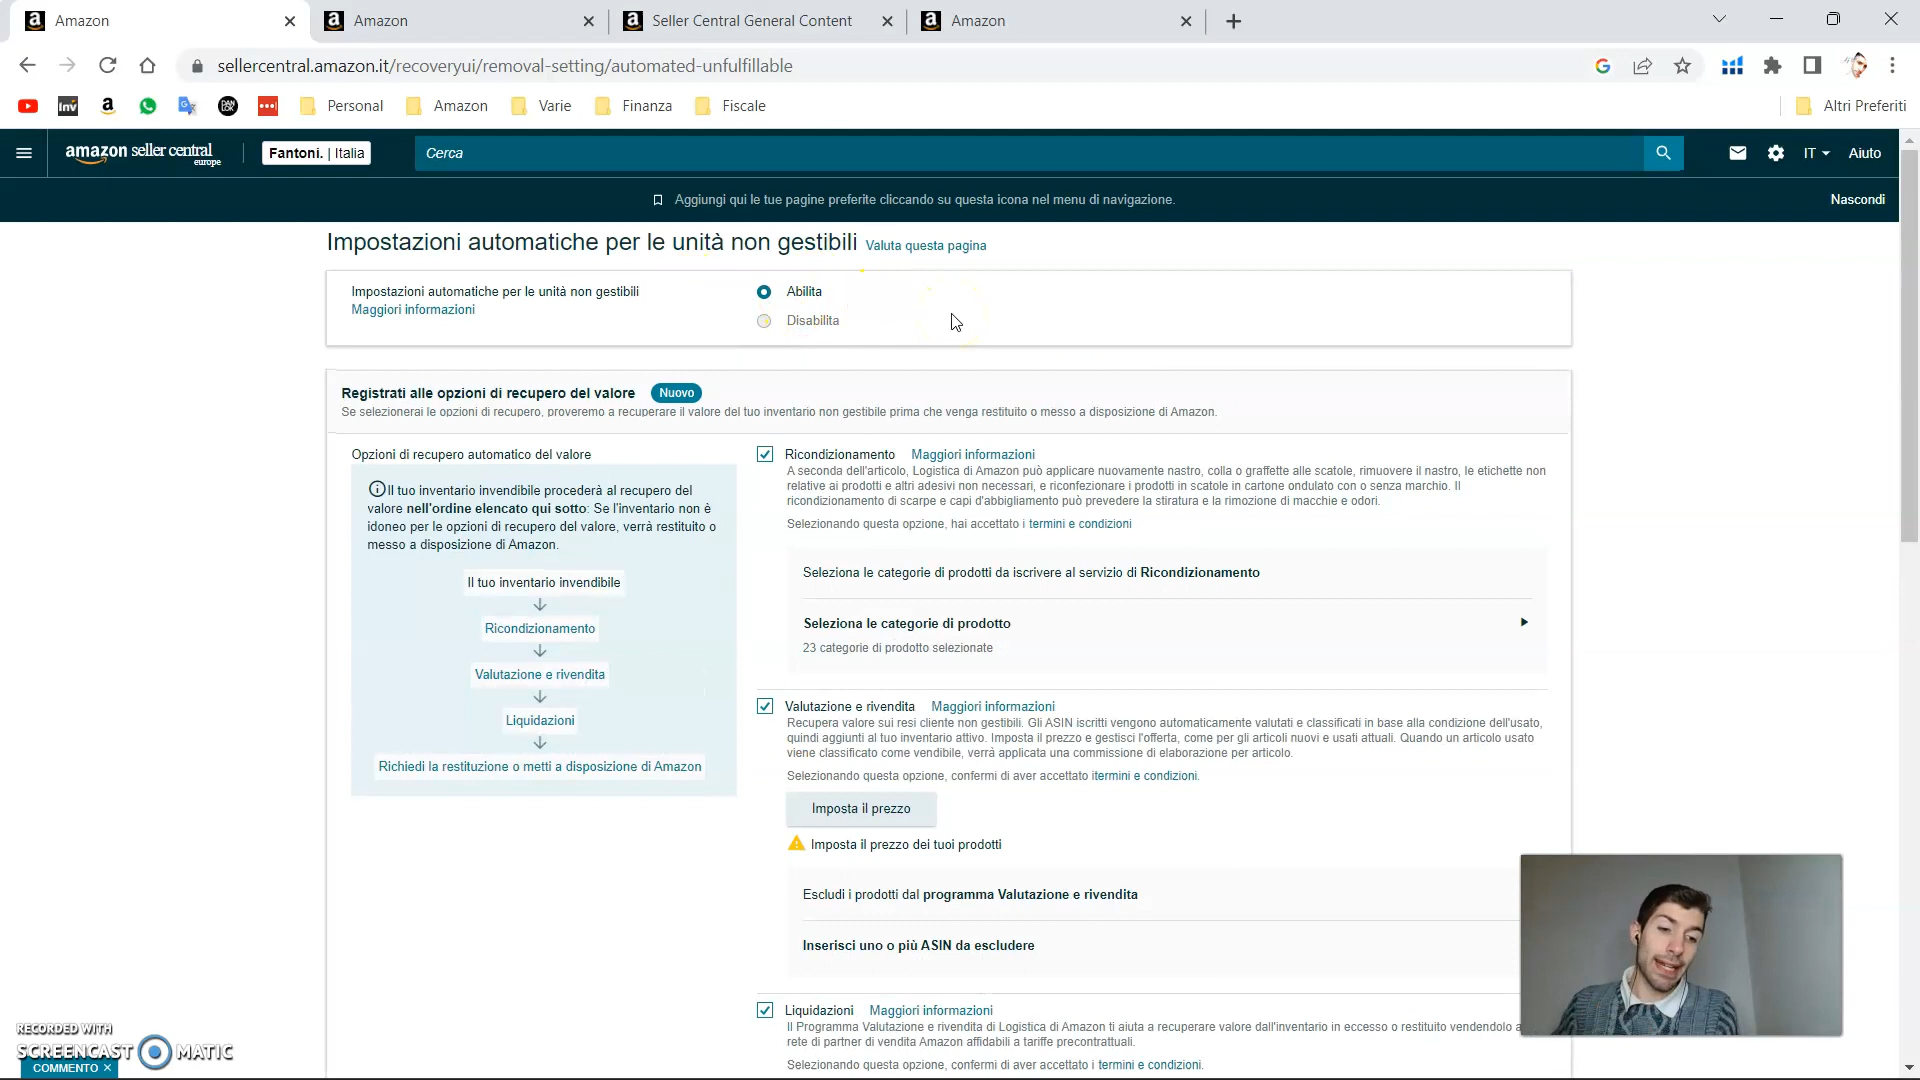 Amazon
Amazon
Seller Central General Content
Amazon
sellercentral.amazon.it/recoveryui/removal-setting/automated-unfulfillable
Inv
Personal
Amazon
Varie
Finanza
Fiscale
Altri Preferiti
amazon seller central
europe
Fantoni. | Italia
Cerca
IT
Aiuto
Aggiungi qui le tue pagine preferite cliccando su questa icona nel menu di navigazione.
Nascondi
Impostazioni automatiche per le unità non gestibili Valuta questa pagina
Impostazioni automatiche per le unità non gestibili
Maggiori informazioni
Abilita
Disabilita
Registrati alle opzioni di recupero del valore Nuovo
Se selezionerai le opzioni di recupero, proveremo a recuperare il valore del tuo inventario non gestibile prima che venga restituito o messo a disposizione di Amazon.
Opzioni di recupero automatico del valore
Il tuo inventario invendibile procederà al recupero del
valore nell'ordine elencato qui sotto: Se l'inventario non è
idoneo per le opzioni di recupero del valore, verrà restituito o
messo a disposizione di Amazon.
Il tuo inventario invendibile
Ricondizionamento
Valutazione e rivendita
Liquidazioni
Richiedi la restituzione o metti a disposizione di Amazon
Ricondizionamento Maggiori informazioni
A seconda dell'articolo, Logistica di Amazon può applicare nuovamente nastro, colla o graffette alle scatole, rimuovere il nastro, le etichette non
relative ai prodotti e altri adesivi non necessari, e riconfezionare i prodotti in scatole in cartone ondulato con o senza marchio. Il
ricondizionamento di scarpe e capi d'abbigliamento può prevedere la stiratura e la rimozione di macchie e odori.
Selezionando questa opzione, hai accettato i termini e condizioni
Seleziona le categorie di prodotti da iscrivere al servizio di Ricondizionamento
Seleziona le categorie di prodotto
23 categorie di prodotto selezionate
Valutazione e rivendita Maggiori informazioni
Recupera valore sui resi cliente non gestibili. Gli ASIN iscritti vengono automaticamente valutati e classificati in base alla condizione dell'usato,
quindi aggiunti al tuo inventario attivo. Imposta il prezzo e gestisci l'offerta, come per gli articoli nuovi e usati attuali. Quando un articolo usato
viene classificato come vendibile, verrà applicata una commissione di elaborazione per articolo.
Selezionando questa opzione, confermi di aver accettato itermini e condizioni.
Imposta il prezzo
Imposta il prezzo dei tuoi prodotti
Escludi i prodotti dal programma Valutazione e rivendita
Inserisci uno o più ASIN da escludere
Liquidazioni Maggiori informazioni
Il Programma Valutazione e rivendita di Logistica di Amazon ti aiuta a recuperare valore dall'inventario in eccesso o restituito vendendolo a
rete di partner di vendita Amazon affidabili a tariffe precontrattuali.
Selezionando questa opzione, confermi di aver accettato i termini e condizioni.
RECORDED WITH
SCREENCAST MATIC
COMMENTO ×